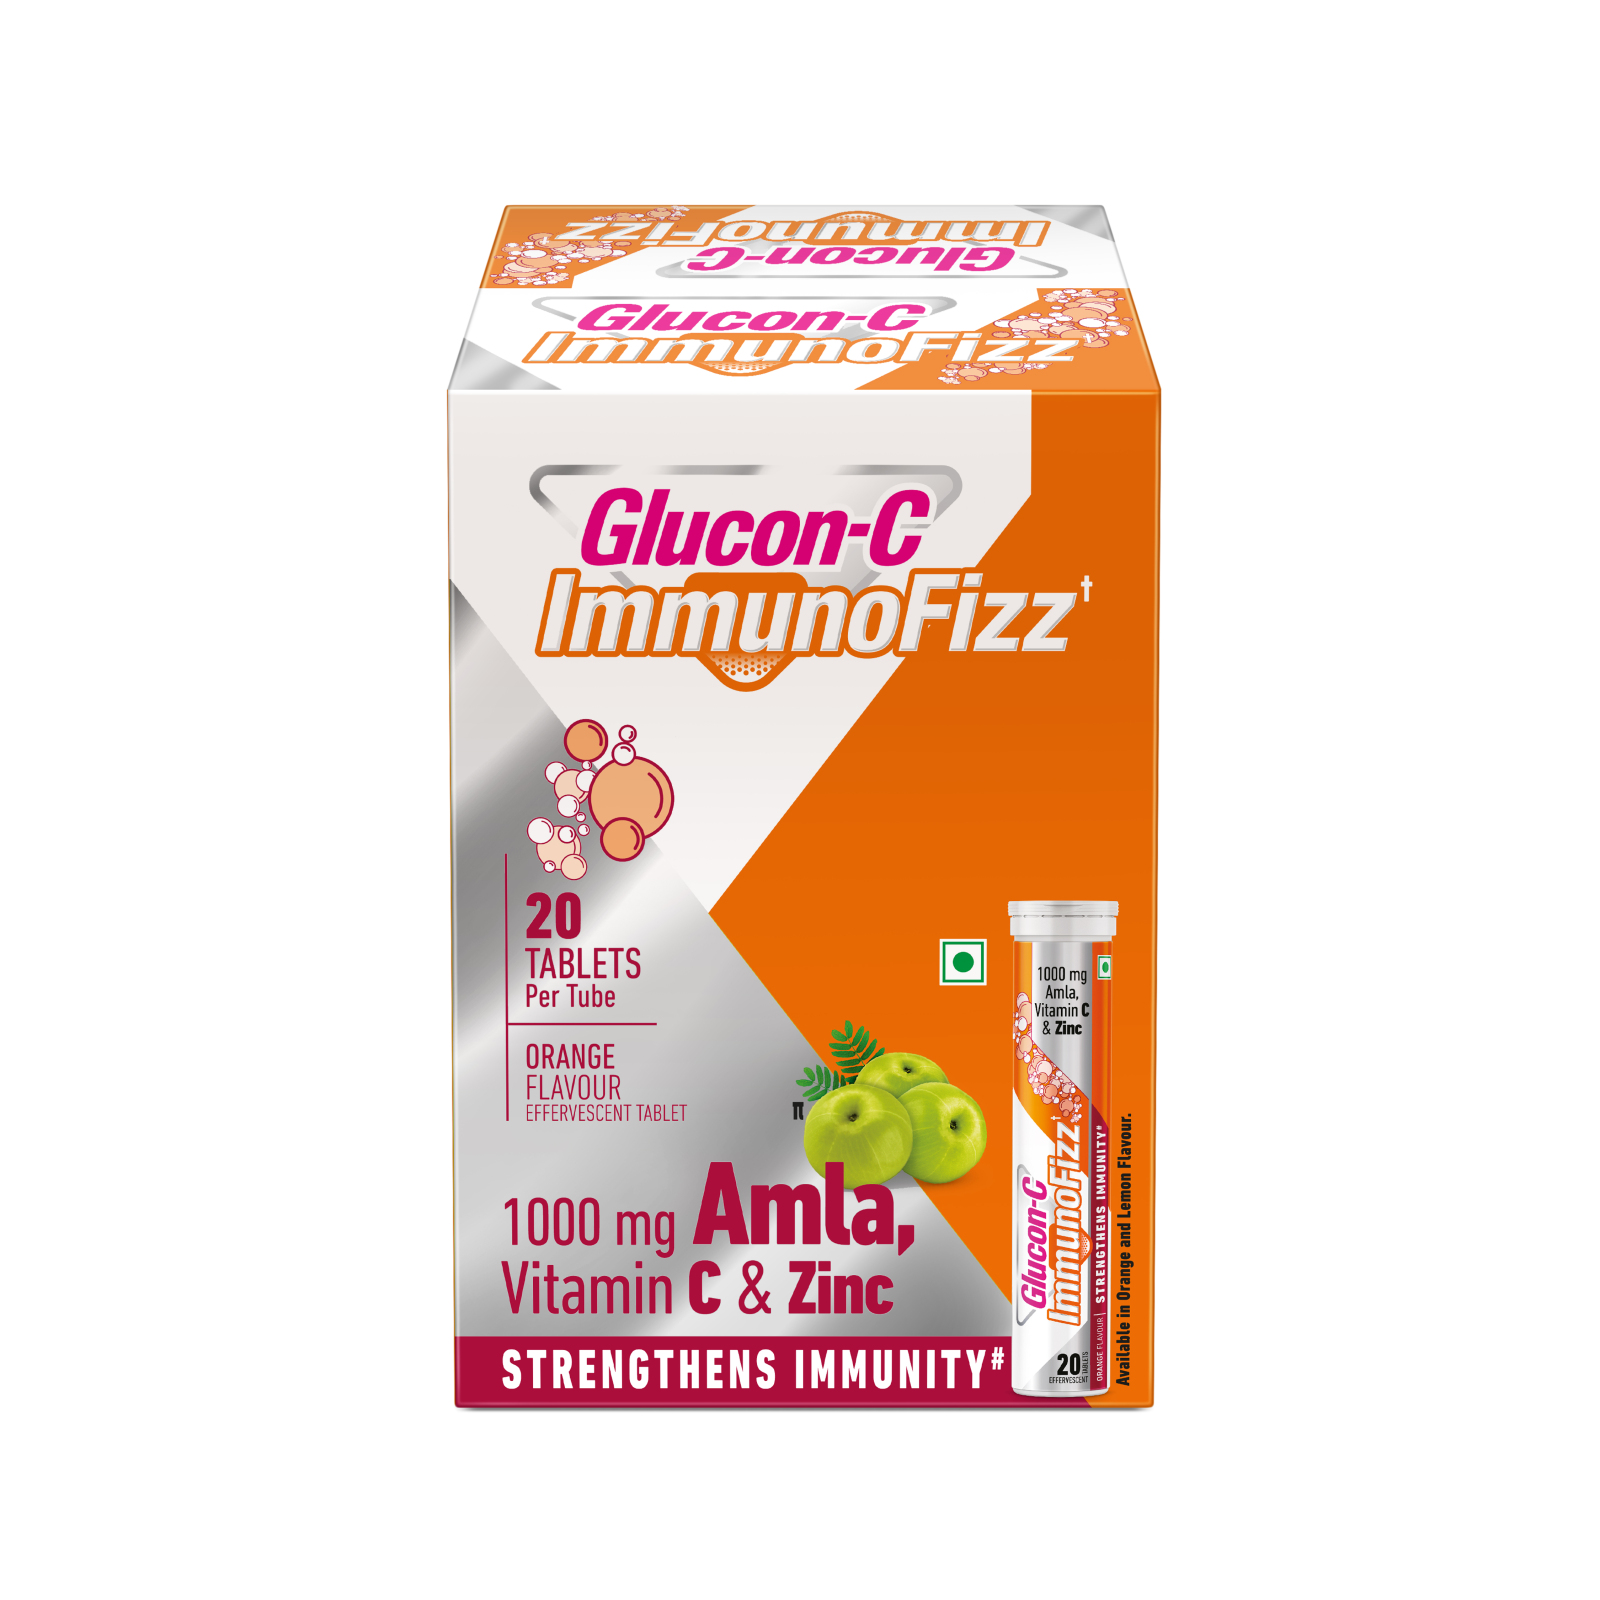 ImmunoFizz
Glucon-C
Glucon-C
ImmunoFizz†
Glucon-C
ImmunoFizz†
20
TABLETS
Per Tube
ORANGE
FLAVOUR
EFFERVESCENT TABLET
π
1000 mg Amla,
Vitamin C & Zinc
STRENGTHENS IMMUNITY#
1000 mg
Amla,
Vitamin C
& Zinc
Glucon-C
ImmunoFizz†
ORANGE FLAVOUR | STRENGTHENS IMMUNITY#
20 TABLETS
EFFERVESCENT
Available in Orange and Lemon Flavour.